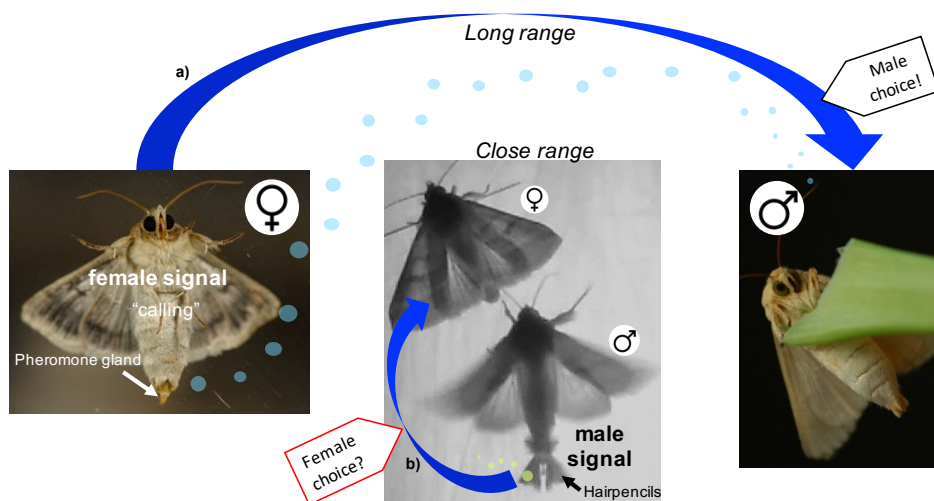 Long range
a)
Male
choice!
Close range
♀
♀
♂
female signal
“calling”
Pheromone gland
♂
Female
choice?
b)
male
signal
Hairpencils